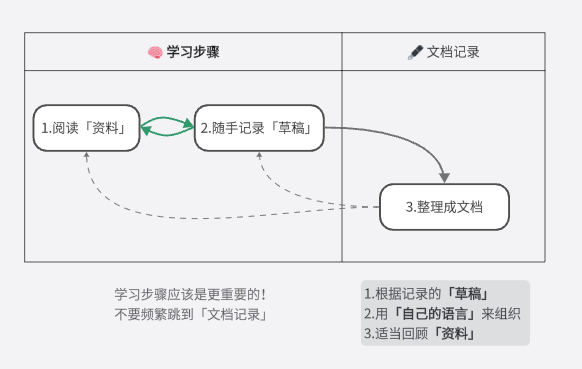 🧠 学习步骤
🖋️ 文档记录
1.阅读「资料」
2.随手记录「草稿」
3.整理成文档
学习步骤应该是更重要的!
不要频繁跳到「文档记录」
1.根据记录的「草稿」
2.用「自己的语言」来组织
3.适当回顾「资料」